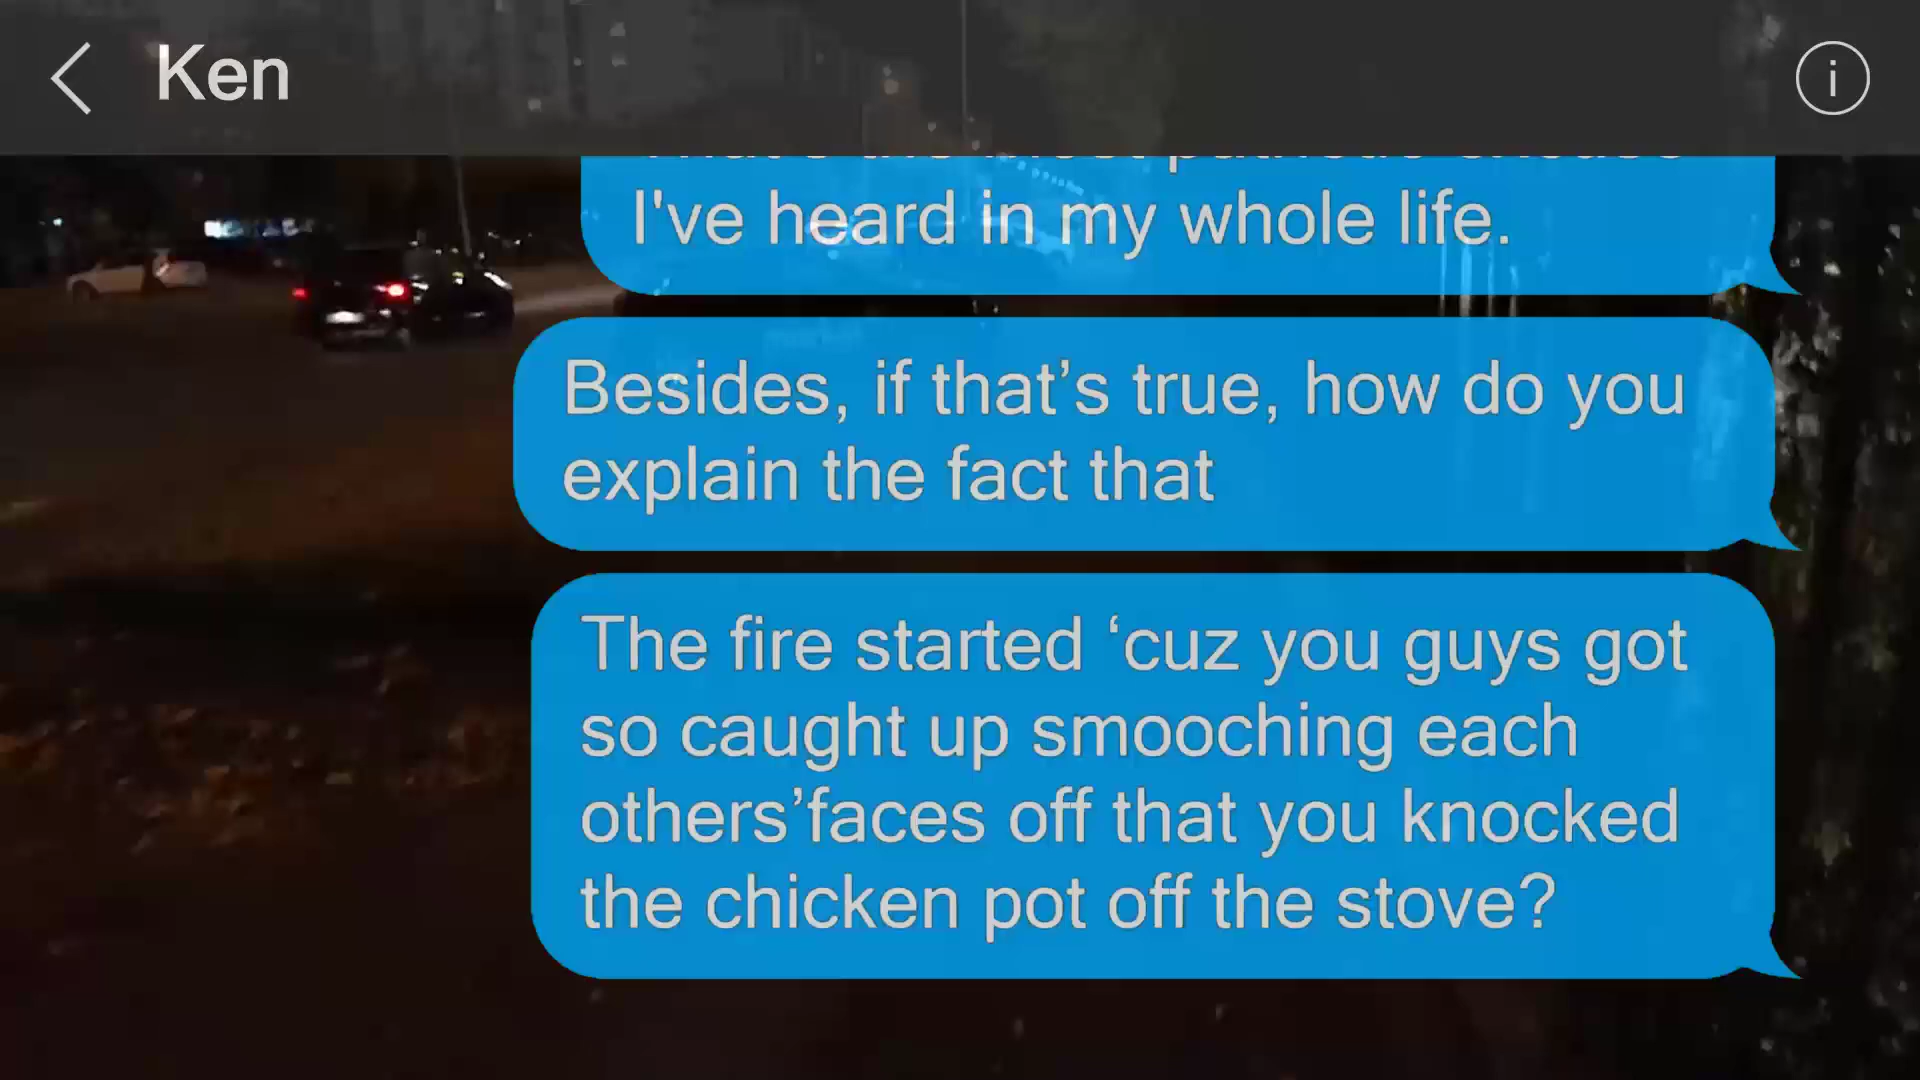 Ken
I've heard in my whole life.
Besides, if that’s true, how do you
explain the fact that
The fire started ‘cuz you guys got
so caught up smooching each
others’faces off that you knocked
the chicken pot off the stove?